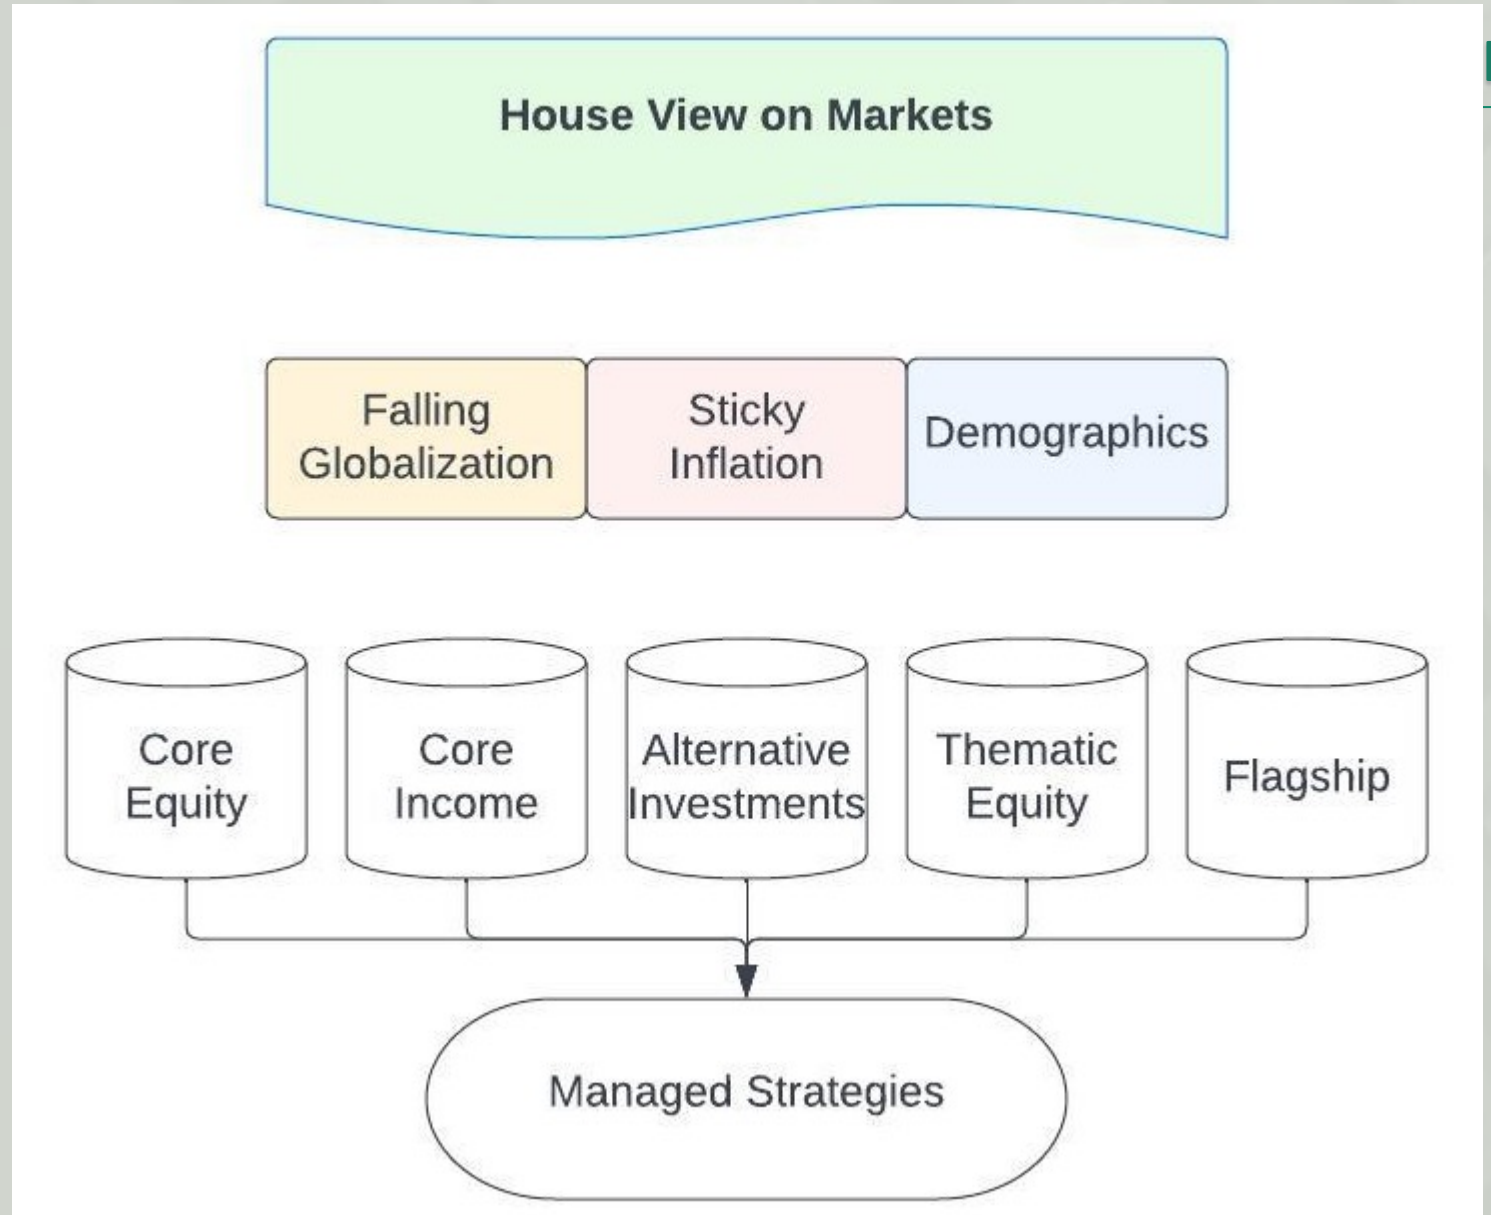 House View on Markets
Falling
Globalization
Sticky
Inflation
Demographics
Core
Equity
Core
Income
Alternative
Investments
Thematic
Equity
Flagship
Managed Strategies